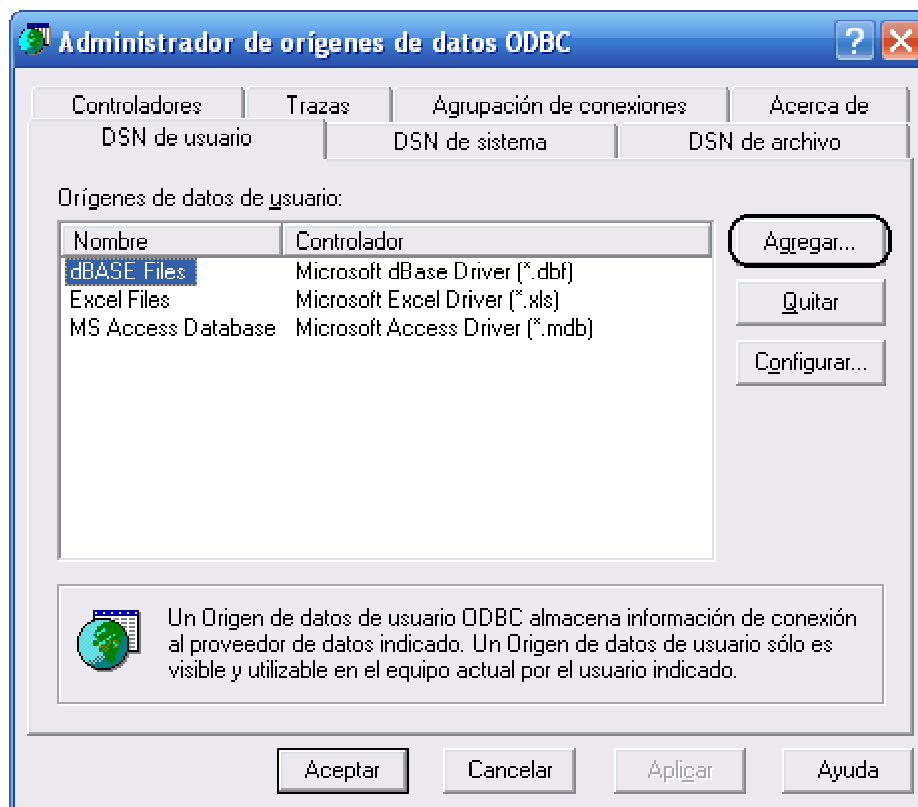 Administrador de orígenes de datos ODBC
Controladores Trazas Agrupación de conexiones Acerca de
DSN de usuario DSN de sistema DSN de archivo
Orígenes de datos de usuario:
Nombre Controlador
dBASE Files Microsoft dBase Driver (*.dbf)
Excel Files Microsoft Excel Driver (*.xls)
MS Access Database Microsoft Access Driver (*.mdb)
Agregar...
Quitar
Configurar...
Un Origen de datos de usuario ODBC almacena información de conexión
al proveedor de datos indicado. Un Origen de datos de usuario sólo es
visible y utilizable en el equipo actual por el usuario indicado.
Aceptar Cancelar Aplicar Ayuda